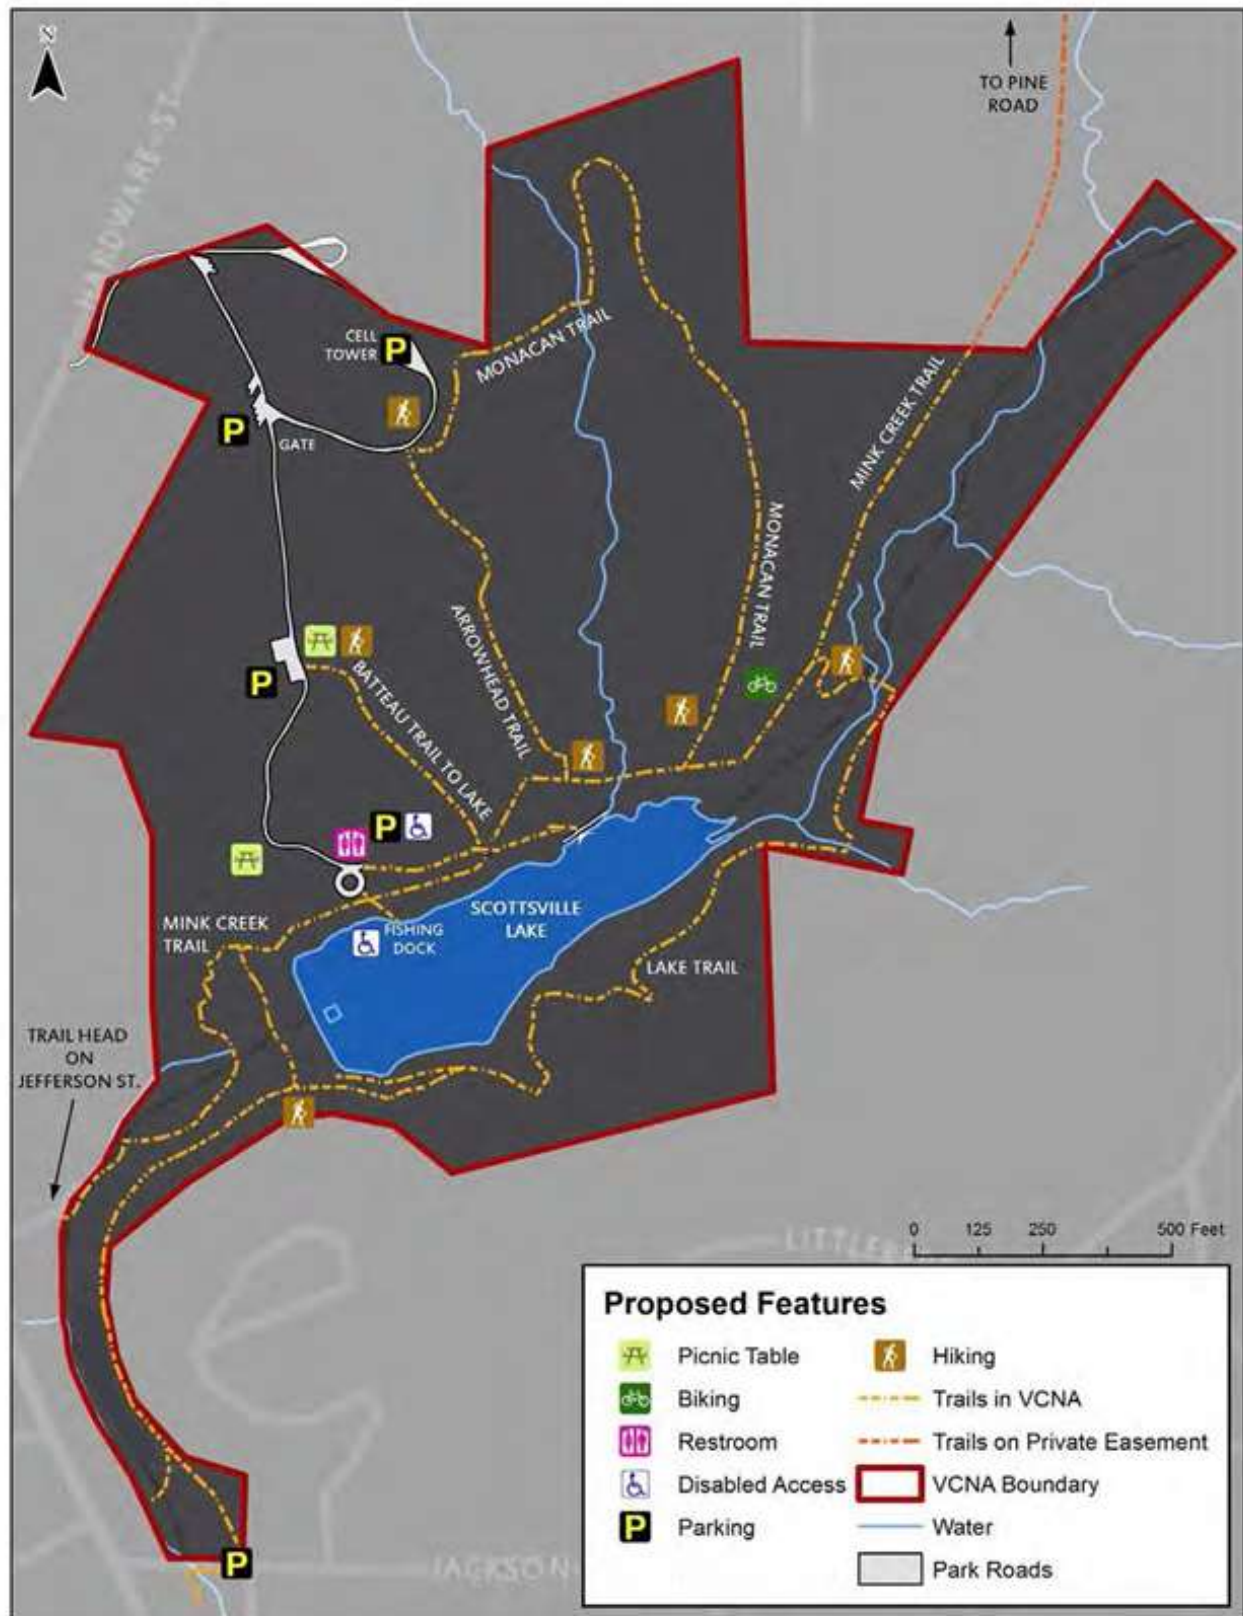 N
TO PINE
ROAD
HARDWARE ST.
CELL
TOWER
P
MONACAN TRAIL
P
GATE
MINK CREEK TRAIL
MONACAN TRAIL
ARROWHEAD TRAIL
BATTEAU TRAIL TO LAKE
P
P
MINK CREEK
TRAIL
SCOTTSVILLE
LAKE
FISHING
DOCK
LAKE TRAIL
TRAIL HEAD
ON
JEFFERSON ST.
0 125 250 500 Feet
P
JACKSON
Proposed Features
Picnic Table
Hiking
Biking
Trails in VCNA
Restroom
Trails on Private Easement
Disabled Access
VCNA Boundary
P Parking
Water
Park Roads